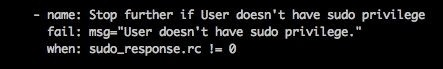 - name: Stop further if User doesn't have sudo privilege
fail: msg="User doesn't have sudo privilege."
when: sudo_response.rc != 0